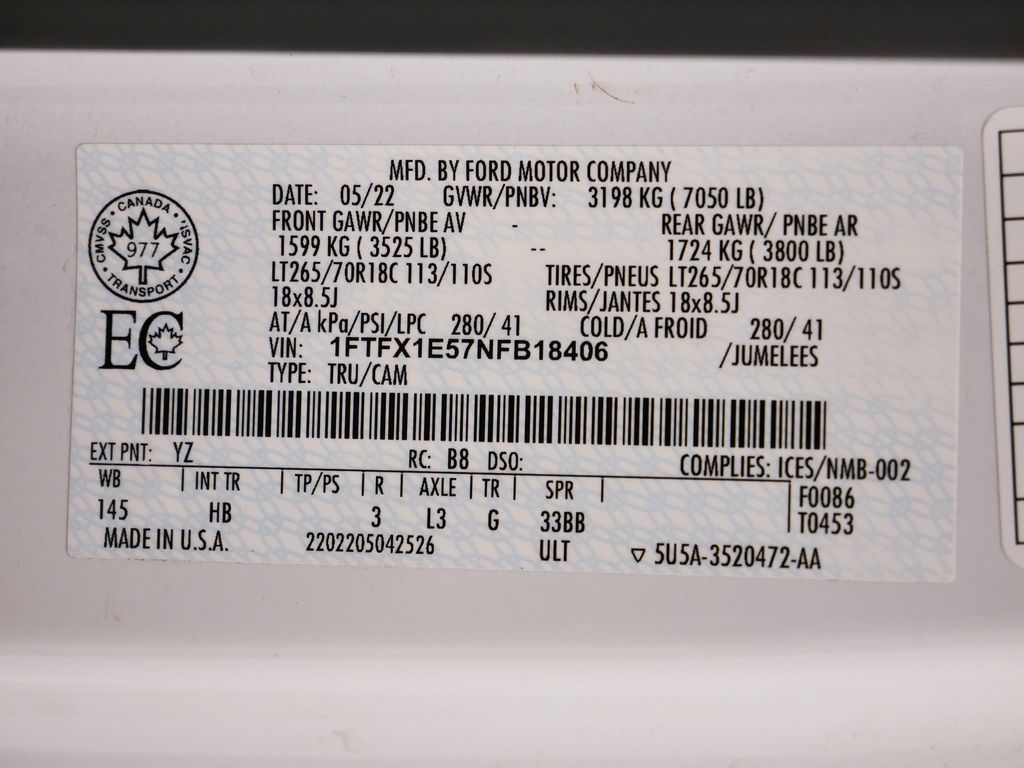 MFD. BY FORD MOTOR COMPANY
DATE: 05/22 GVWR/PNBV: 3198 KG ( 7050 LB)
FRONT GAWR/PNBE AV - REAR GAWR/ PNBE AR
1599 KG ( 3525 LB) -- 1724 KG ( 3800 LB)
LT265/70R18C 113/110S TIRES/PNEUS LT265/70R18C 113/110S
18x8.5J RIMS/JANTES 18x8.5J
AT/A kPa/PSI/LPC 280/ 41 COLD/A FROID 280/ 41
VIN: 1FTFX1E57NFB18406 /JUMELEES
TYPE: TRU/CAM
CANADA
CMVSS · NSVAC
977
TRANSPORT
EC
EXT PNT: YZ RC: B8 DSO: COMPLIES: ICES/NMB-002
WB | INT TR | TP/PS | R | AXLE | TR | SPR | F0086
145 HB 3 L3 G 33BB T0453
MADE IN U.S.A. 2202205042526 ULT ▽ 5U5A-3520472-AA